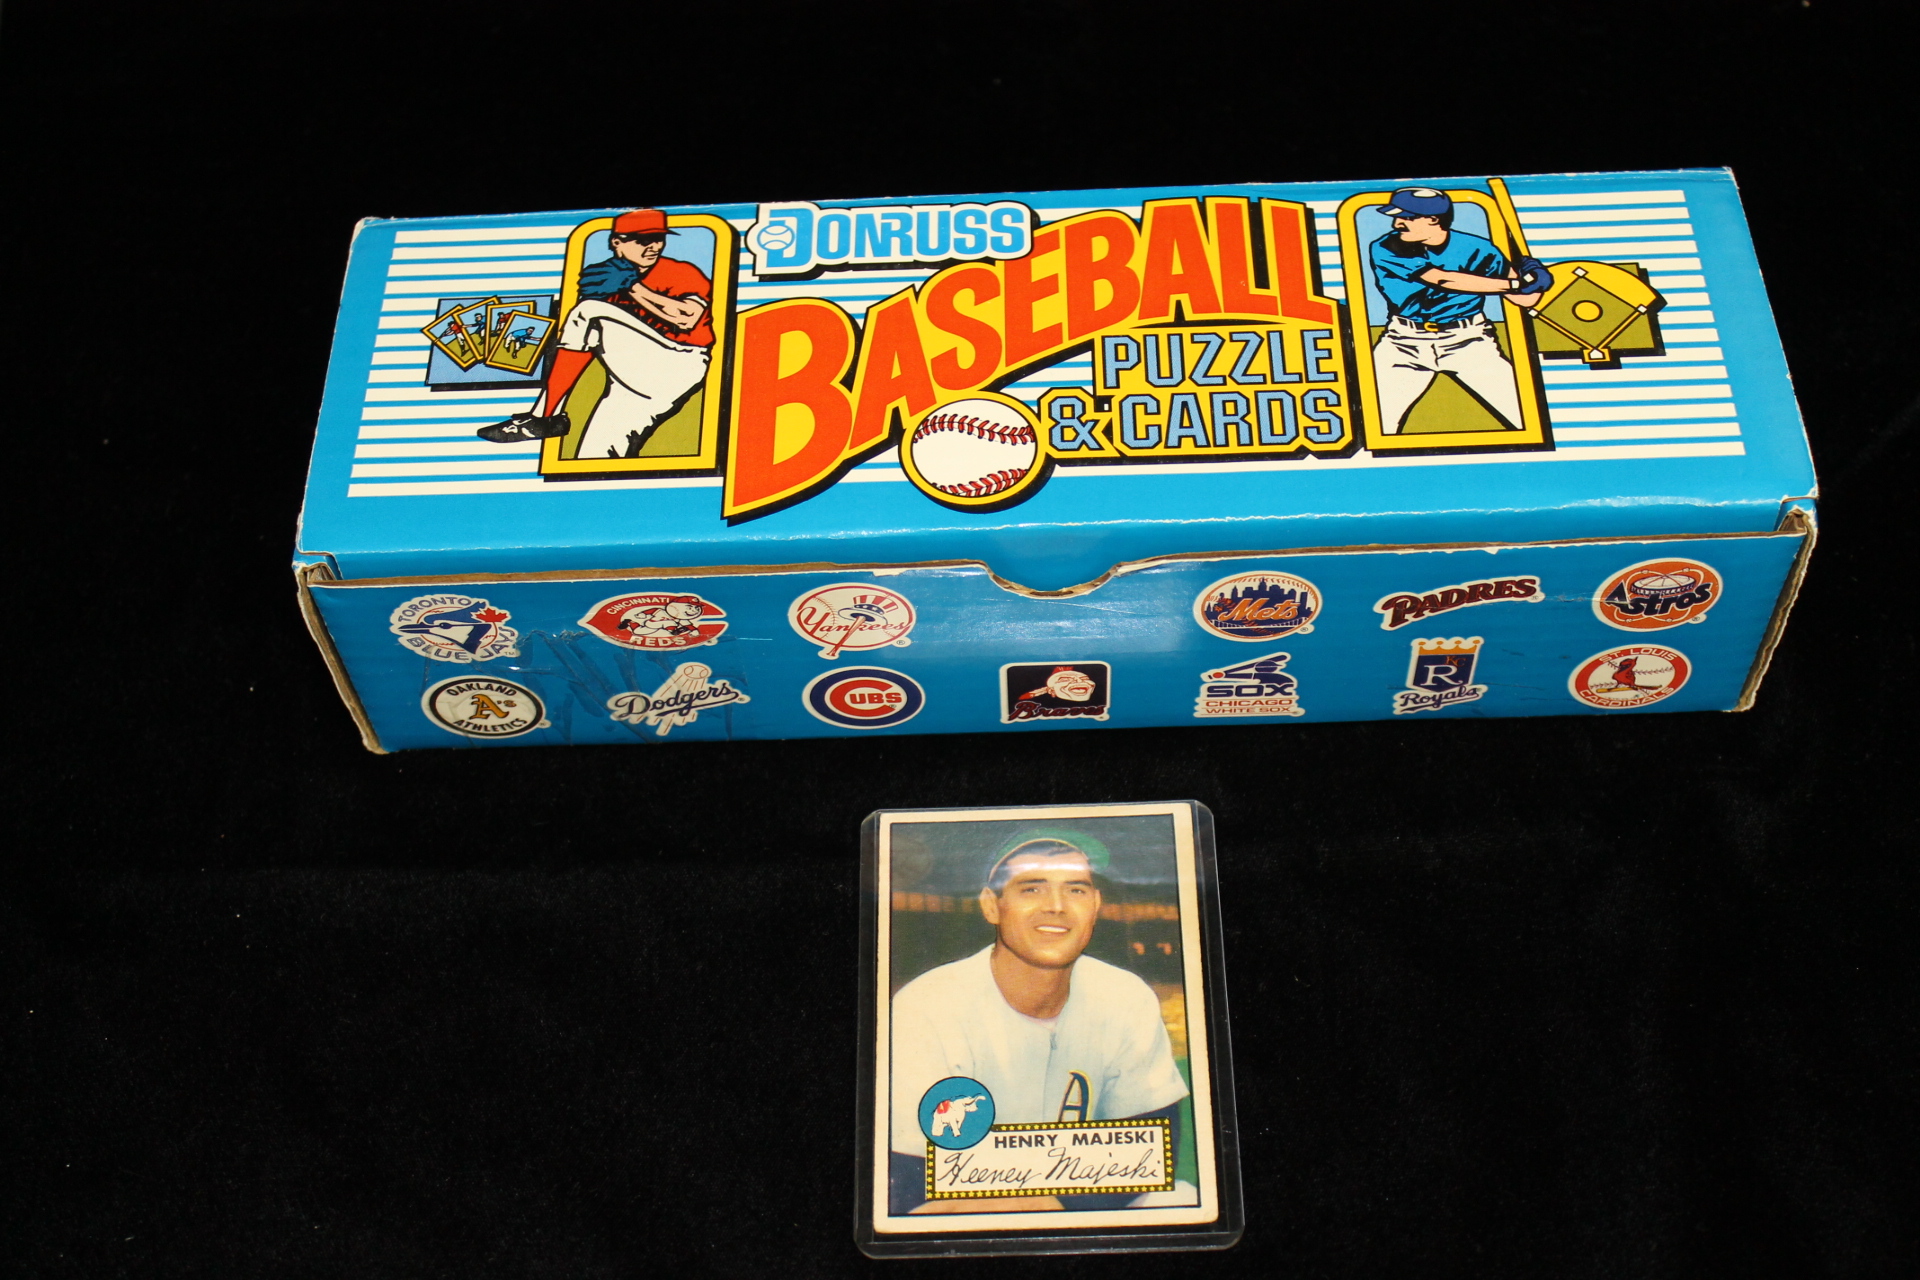 DONRUSS
BASEBALL
PUZZLE
& CARDS
TORONTO
BLUE JAYS
CINCINNATI
REDS
Yankees
Mets
PADRES
Astros
OAKLAND
A's
ATHLETICS
Dodgers
CUBS
Braves
SOX
CHICAGO
WHITE SOX
KC
R
Royals
ST. LOUIS
CARDINALS
A
HENRY MAJESKI
Heeney Majeski